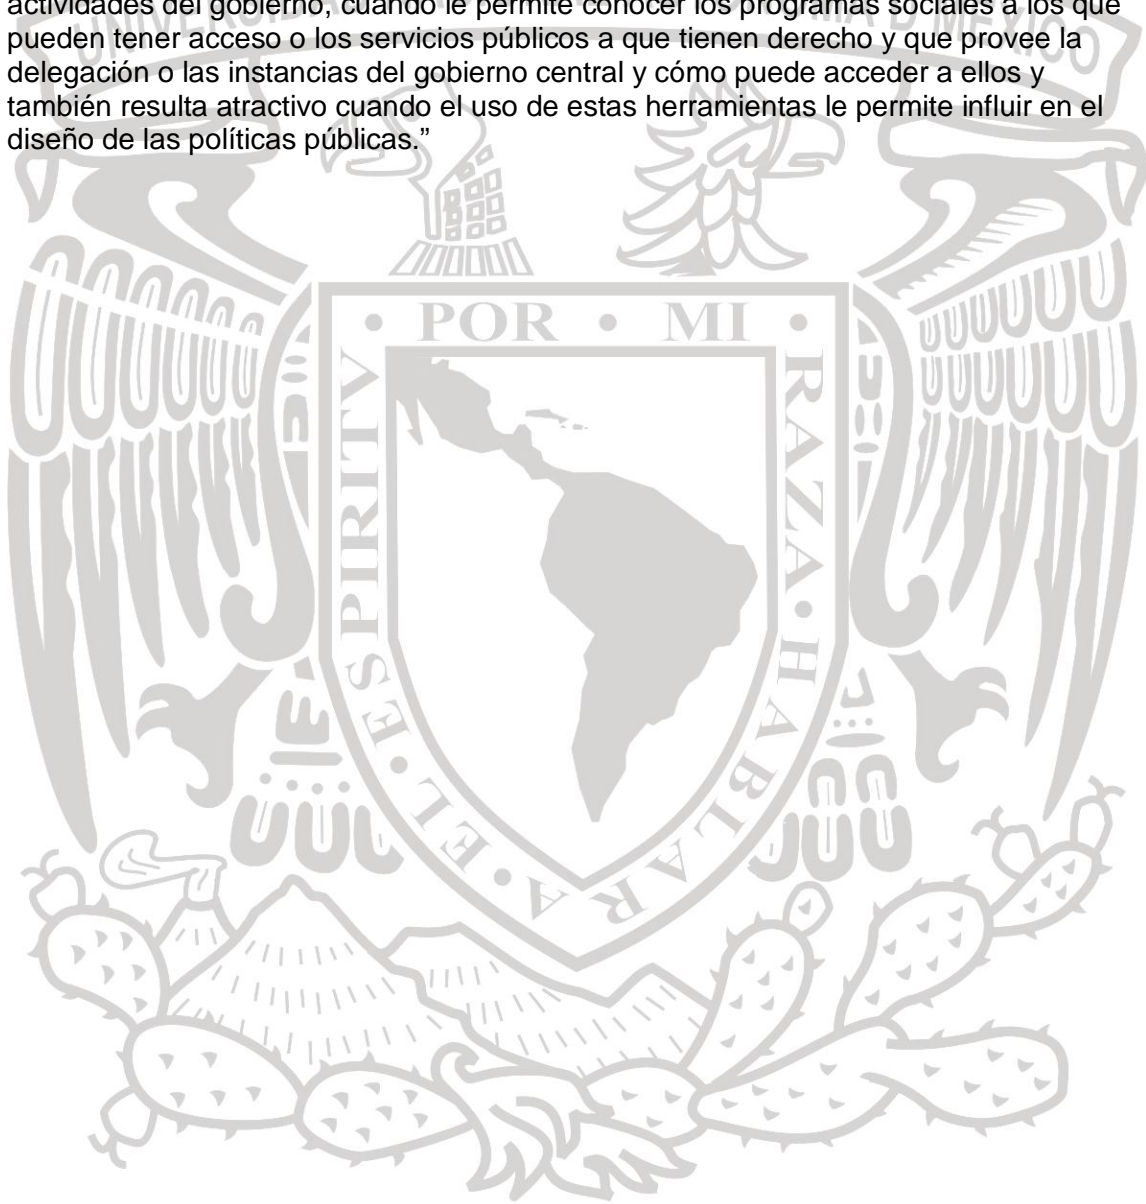 actividades del gobierno, cuando le permite conocer los programas sociales a los que
pueden tener acceso o los servicios públicos a que tienen derecho y que provee la
delegación o las instancias del gobierno central y cómo puede acceder a ellos y
también resulta atractivo cuando el uso de estas herramientas le permite influir en el
diseño de las políticas públicas.”
POR • MI • RAZA • HABLARA • EL • ESPIRITV
D MEXICO